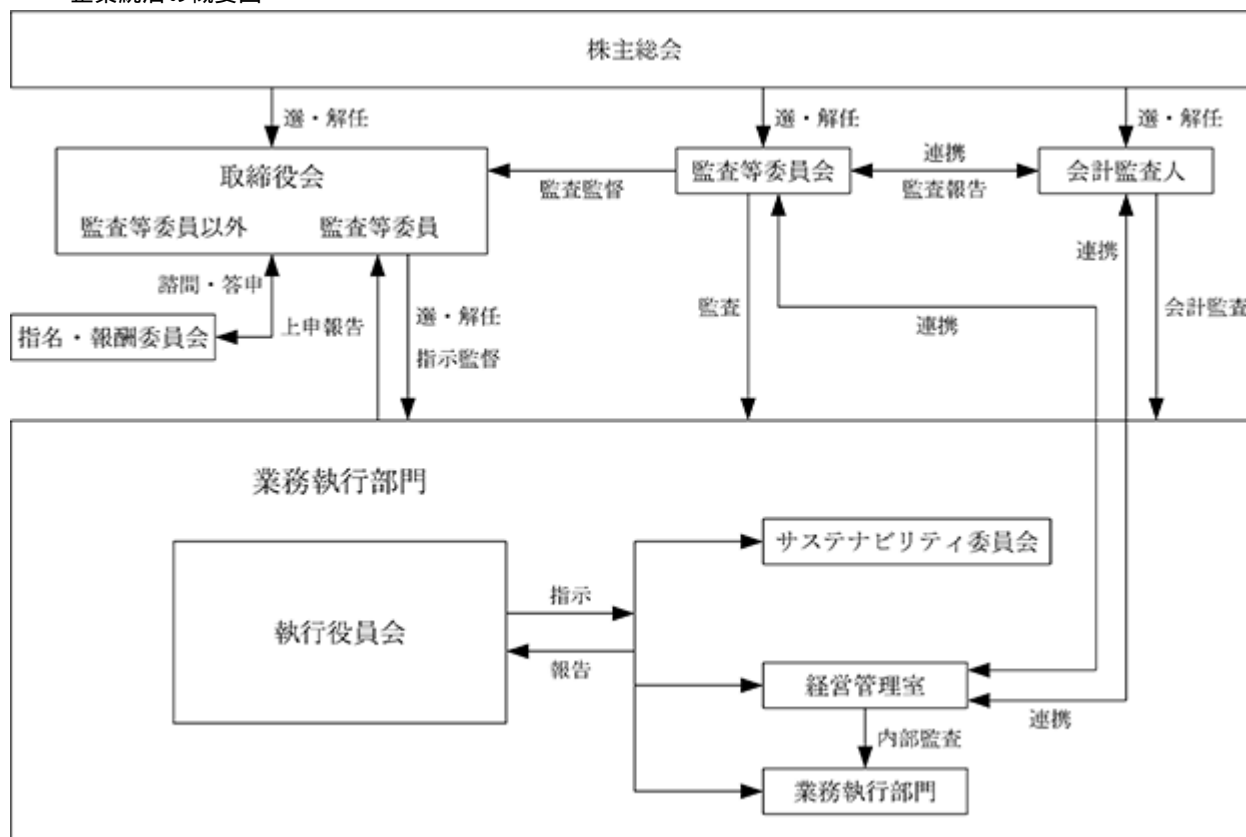 株主総会
選・解任
選・解任
選・解任
取締役会
監査等委員以外 監査等委員
監査監督
監査等委員会
連携
監査報告
会計監査人
諮問・答申
指名・報酬委員会
上申報告
選・解任
指示監督
監査
連携
連携
会計監査
業務執行部門
執行役員会
指示
報告
サステナビリティ委員会
経営管理室
連携
内部監査
業務執行部門